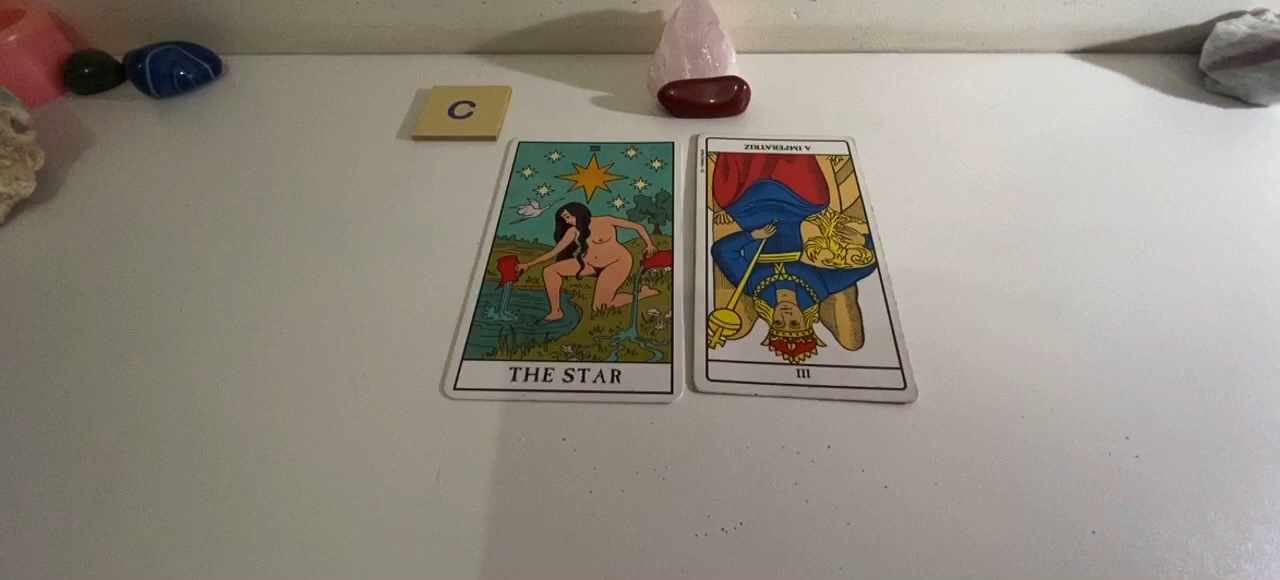 C
THE STAR
A IMPERATRIZ
III